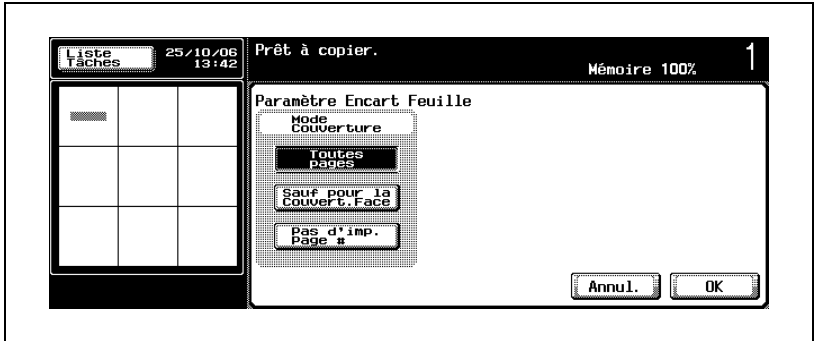 Liste
Tâches
25/10/06
13:42
Prêt à copier.
Mémoire 100%
1
Paramètre Encart Feuille
Mode
Couverture
Toutes
pages
Sauf pour la
Couvert.Face
Pas d'imp.
Page #
Annul.
OK